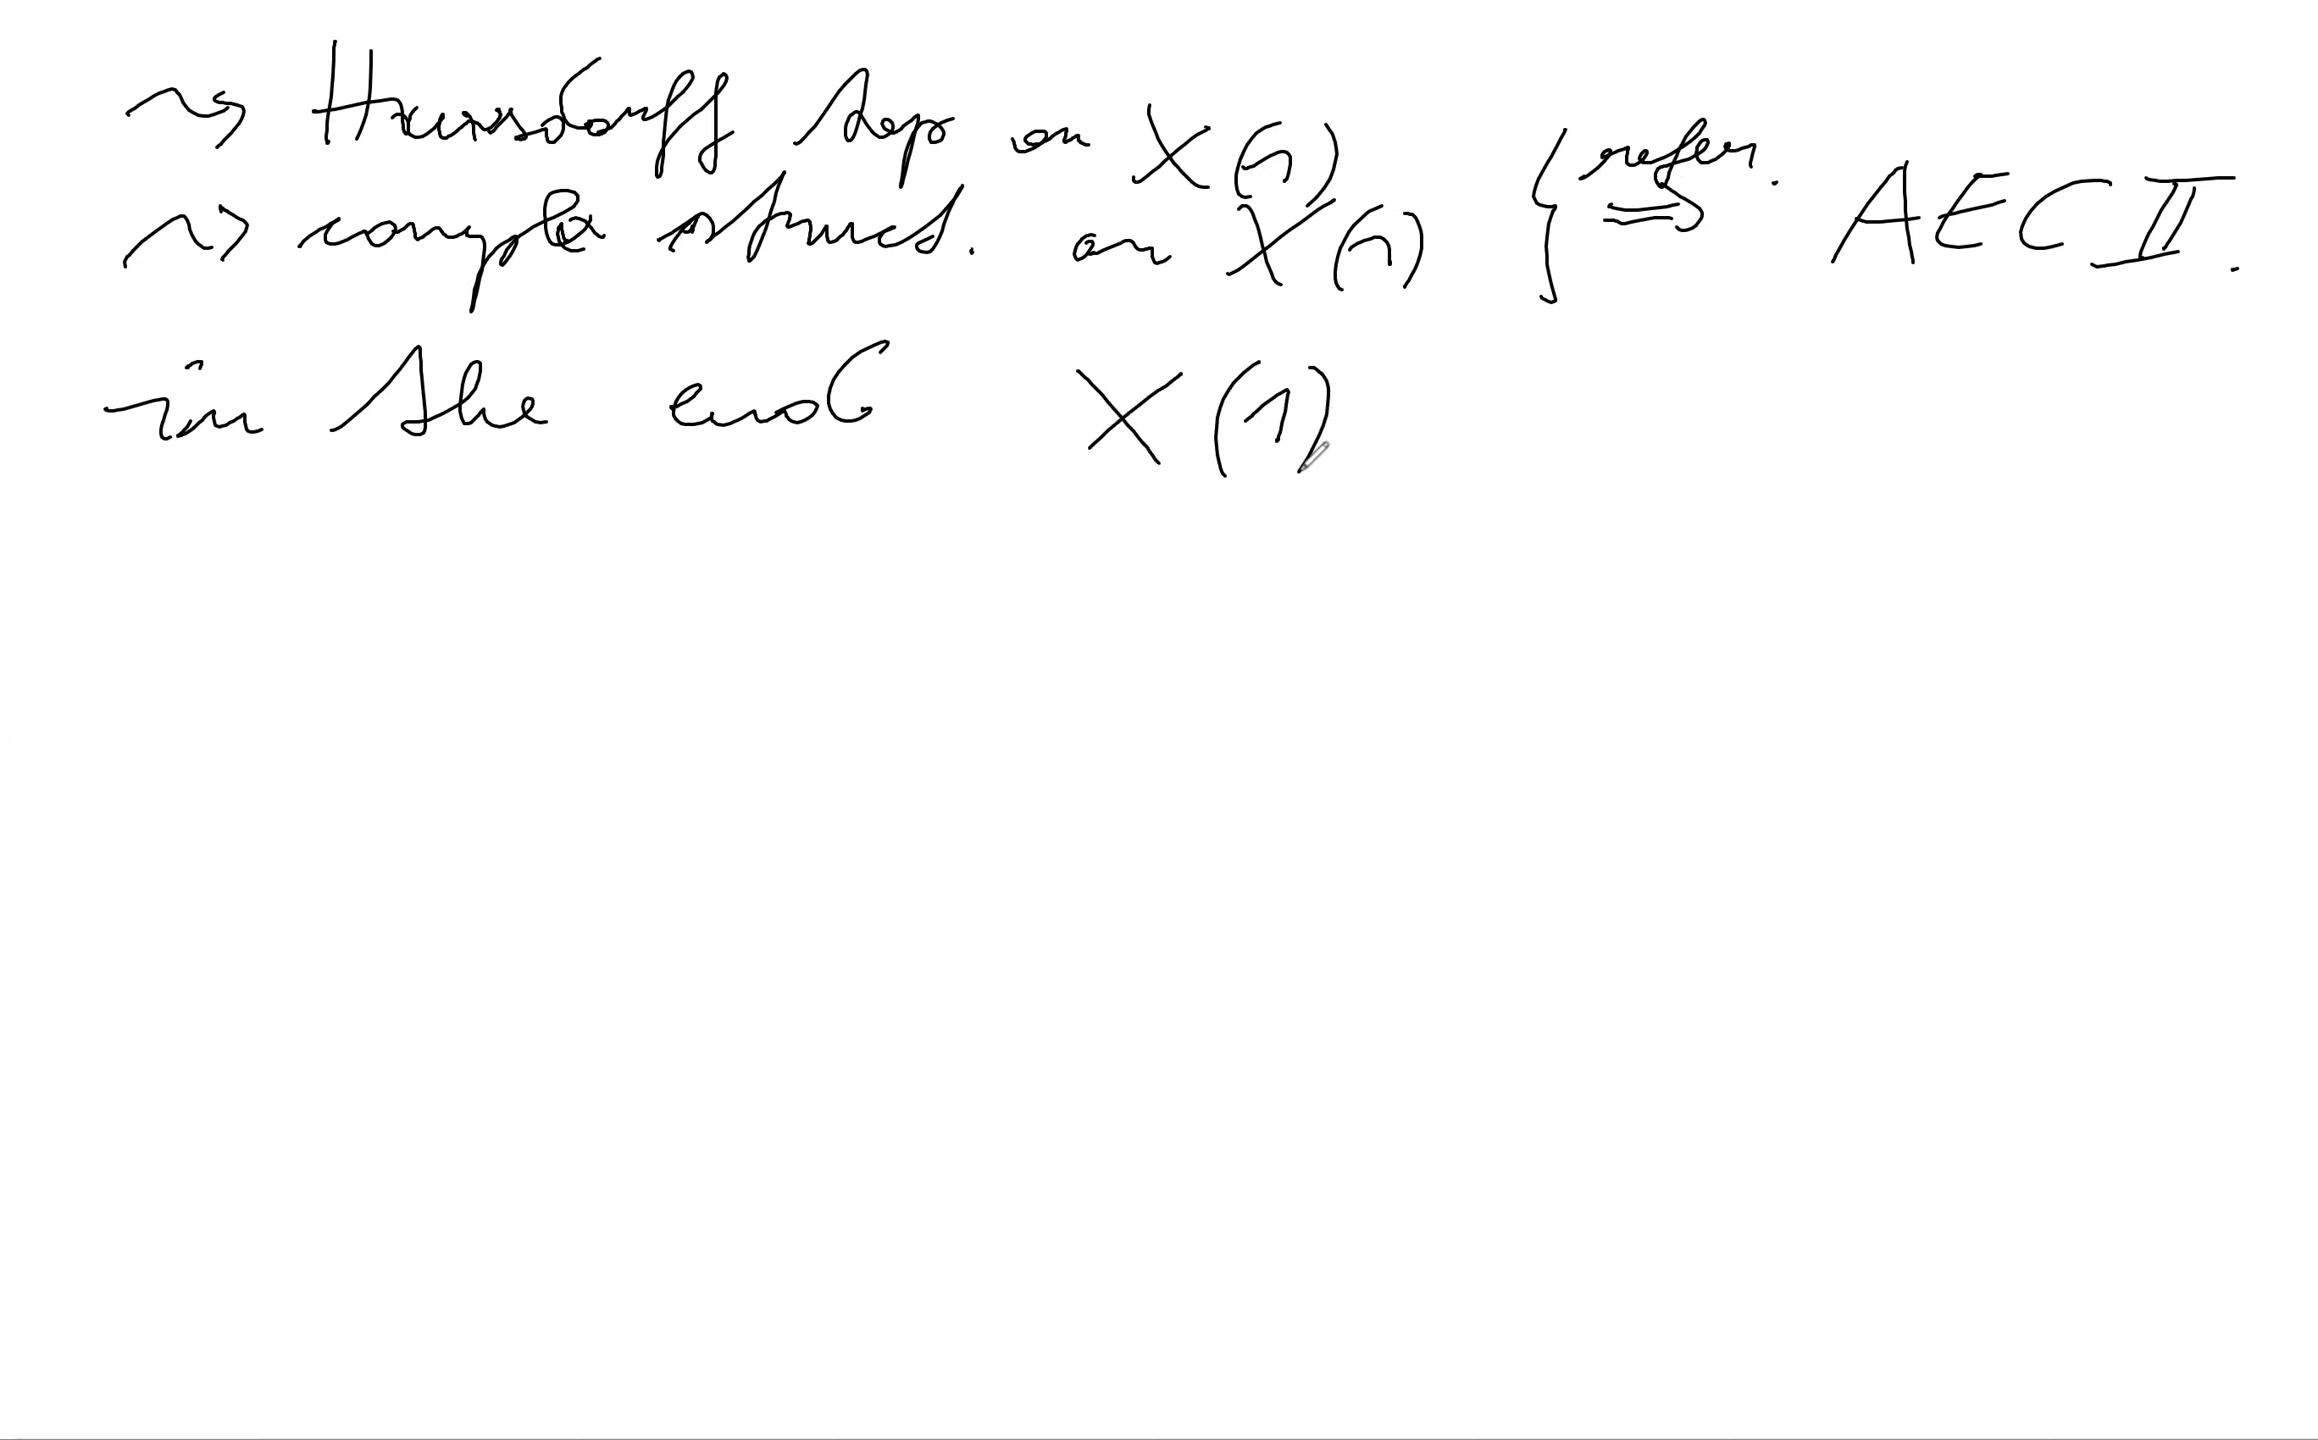 ⇝ Hausdorff top on X(1)
⇝ complex struct. on X(1) } refer. ⇒ AEC II.
in the end X(1)